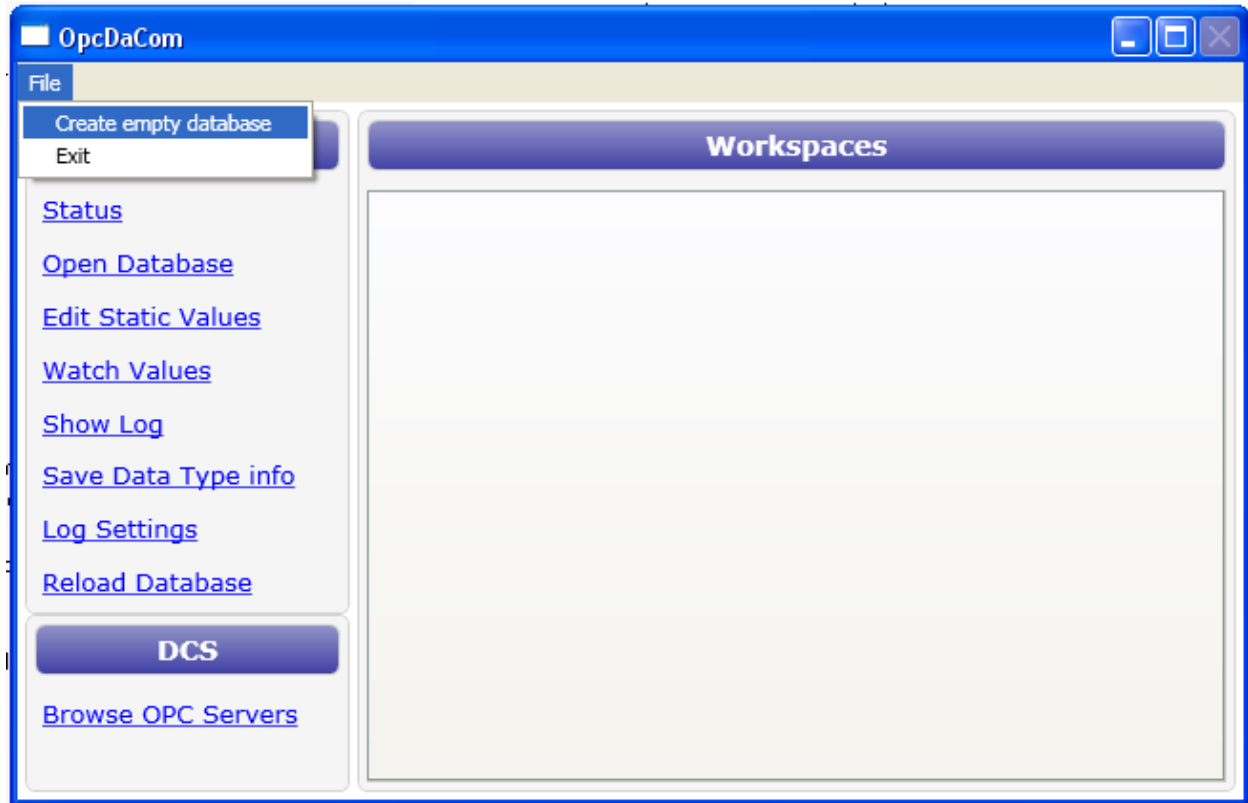 OpcDaCom
File
Create empty database
Exit
Workspaces
Status
Open Database
Edit Static Values
Watch Values
Show Log
Save Data Type info
Log Settings
Reload Database
DCS
Browse OPC Servers